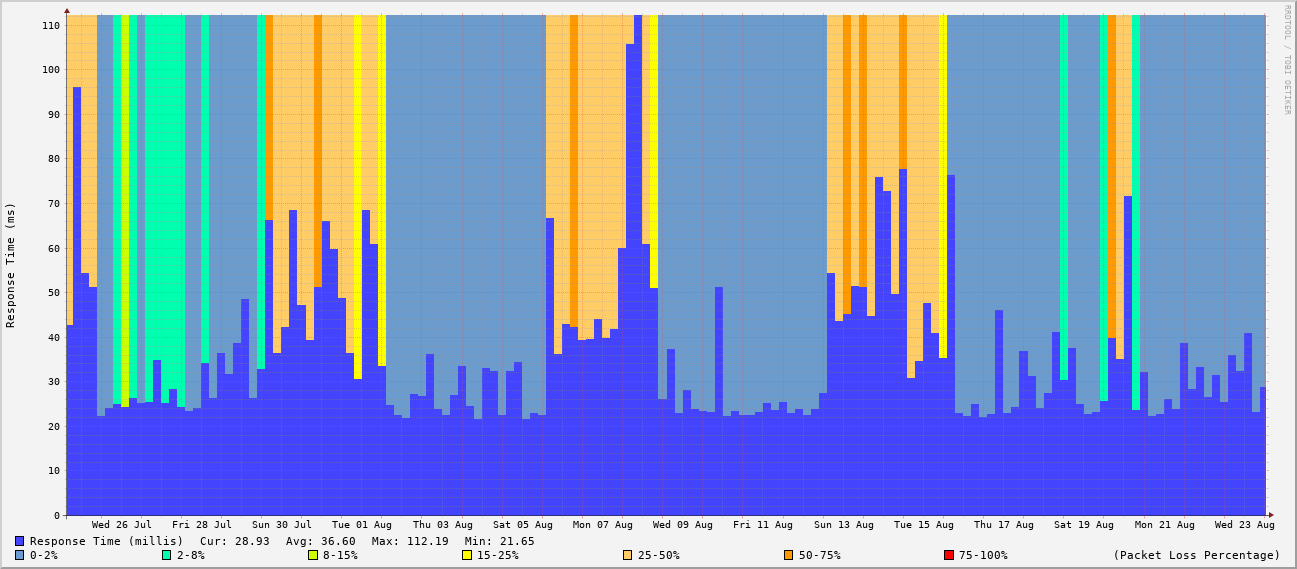 RRDTOOL / TOBI OETIKER
Response Time (ms)
110
100
90
80
70
60
50
40
30
20
10
0
Wed 26 Jul Fri 28 Jul Sun 30 Jul Tue 01 Aug Thu 03 Aug Sat 05 Aug Mon 07 Aug Wed 09 Aug Fri 11 Aug Sun 13 Aug Tue 15 Aug Thu 17 Aug Sat 19 Aug Mon 21 Aug Wed 23 Aug
Response Time (millis) Cur: 28.93 Avg: 36.60 Max: 112.19 Min: 21.65
0-2% 2-8% 8-15% 15-25% 25-50% 50-75% 75-100% (Packet Loss Percentage)